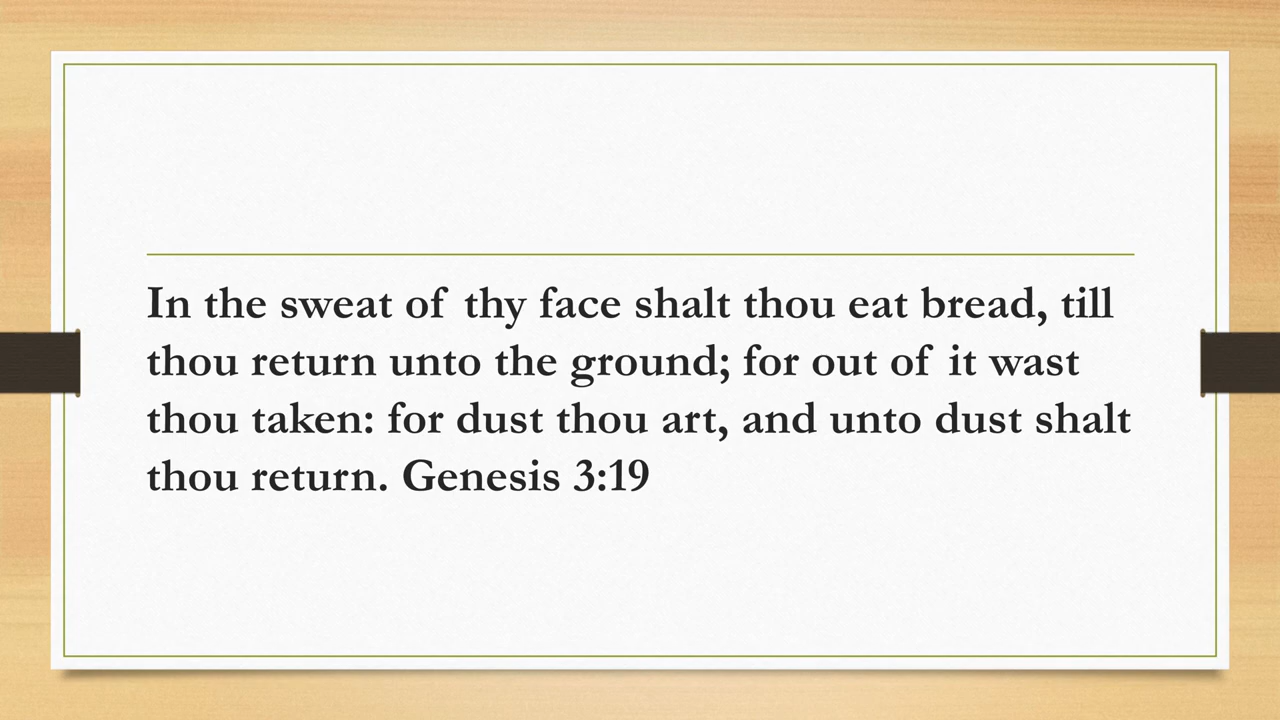 In the sweat of thy face shalt thou eat bread, till
thou return unto the ground; for out of it wast
thou taken: for dust thou art, and unto dust shalt
thou return. Genesis 3:19